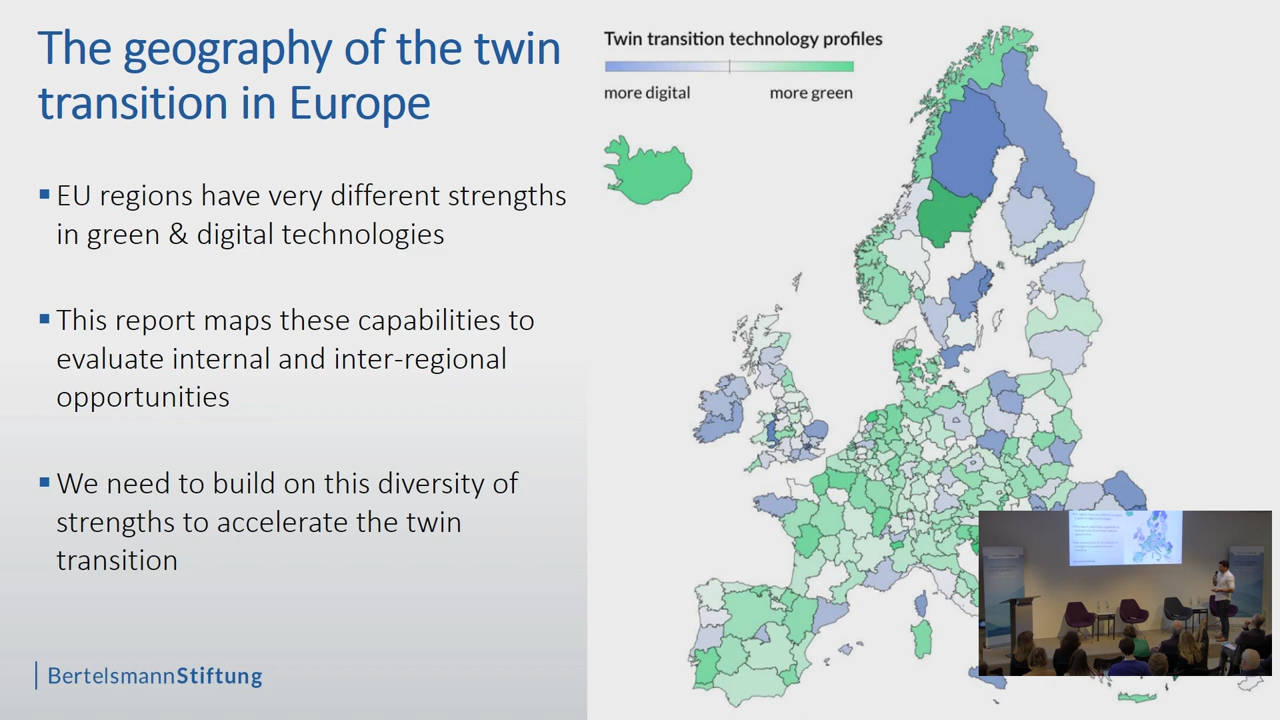 The geography of the twin
transition in Europe
EU regions have very different strengths
in green & digital technologies
This report maps these capabilities to
evaluate internal and inter-regional
opportunities
We need to build on this diversity of
strengths to accelerate the twin
transition
BertelsmannStiftung
Twin transition technology profiles
more digital
more green